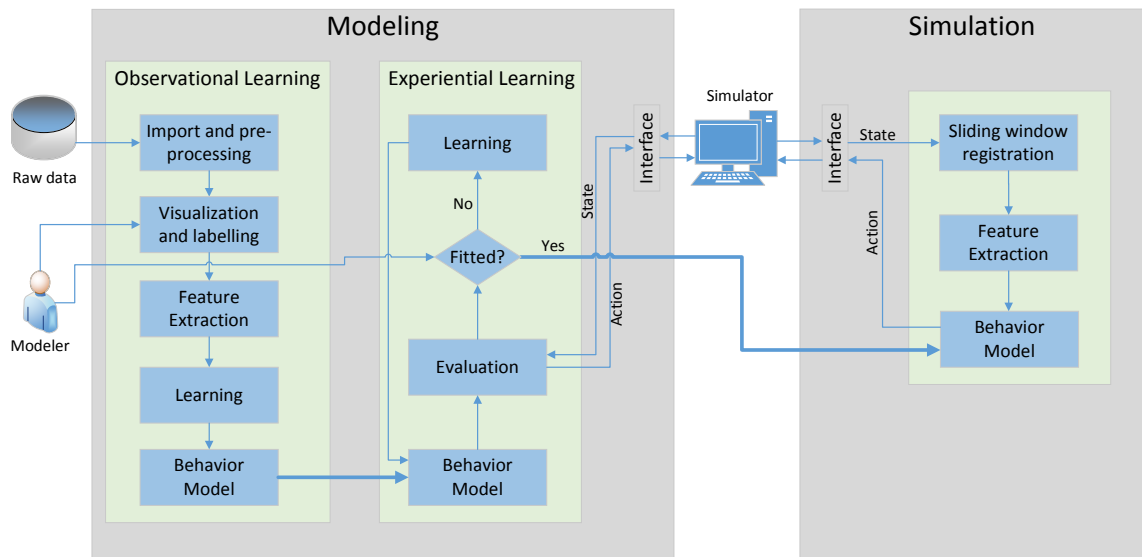 Modeling
Simulation
Observational Learning
Experiential Learning
Raw data
Modeler
Import and pre-
processing
Visualization
and labelling
Feature
Extraction
Learning
Behavior
Model
Learning
No
Fitted?
Yes
Evaluation
Behavior
Model
State
Action
Interface
Simulator
Interface
State
Action
Sliding window
registration
Feature
Extraction
Behavior
Model